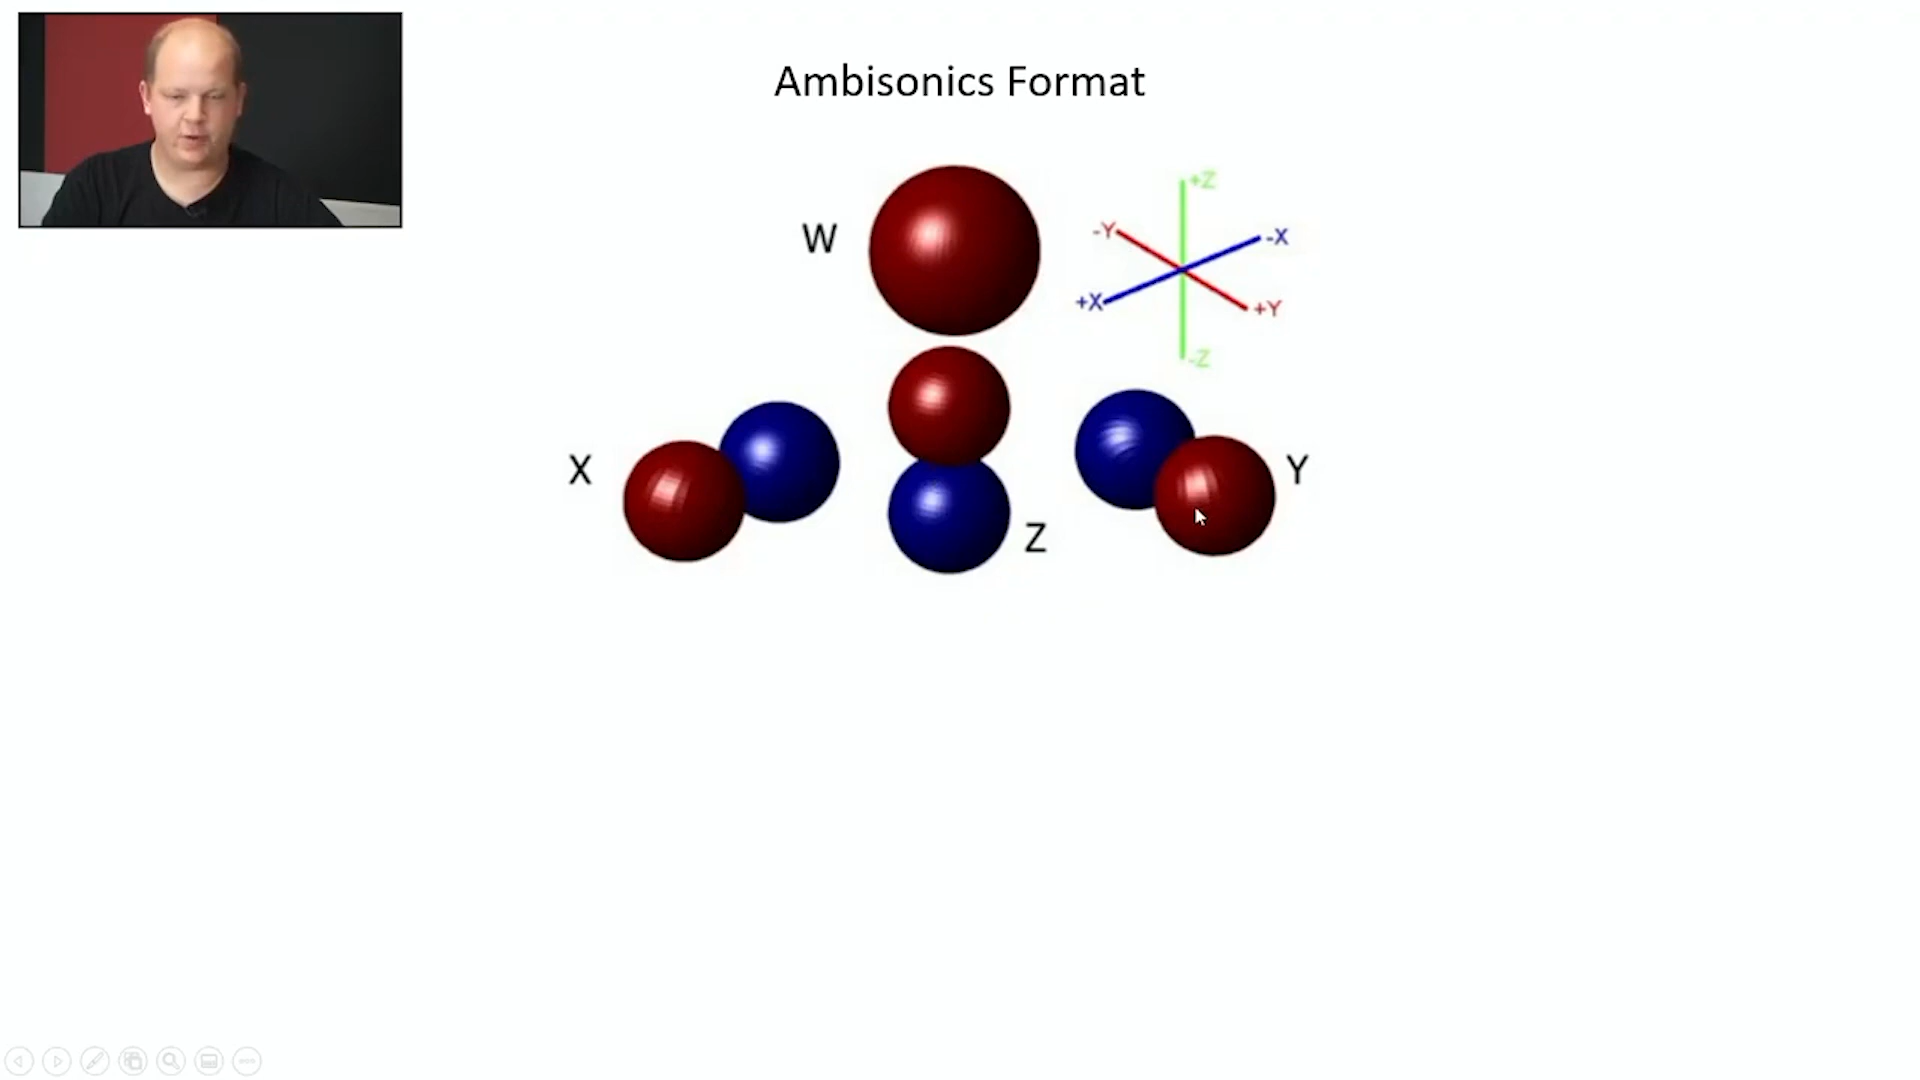 Ambisonics Format
W
+Z
-Y
-X
+X
+Y
-Z
X
Z
Y